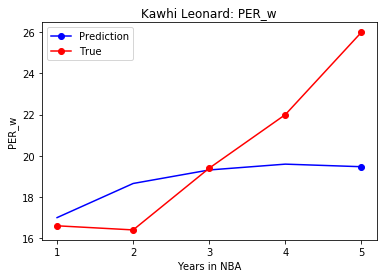 Kawhi Leonard: PER_w
Prediction
True
PER_w
26
24
22
20
18
16
1 2 3 4 5
Years in NBA